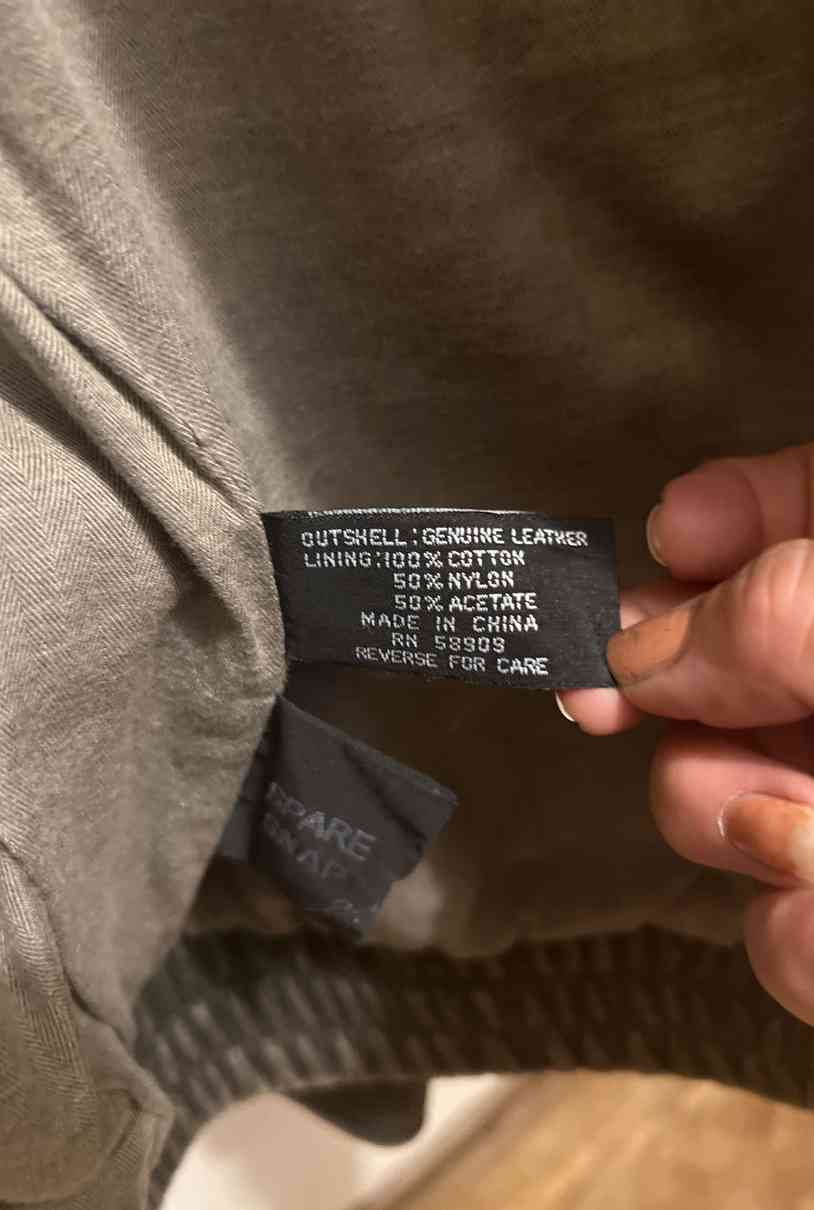 OUTSHELL:GENUINE LEATHER
LINING:100% COTTON
50% NYLON
50% ACETATE
MADE IN CHINA
RN 58909
REVERSE FOR CARE
SPARE
SNAP